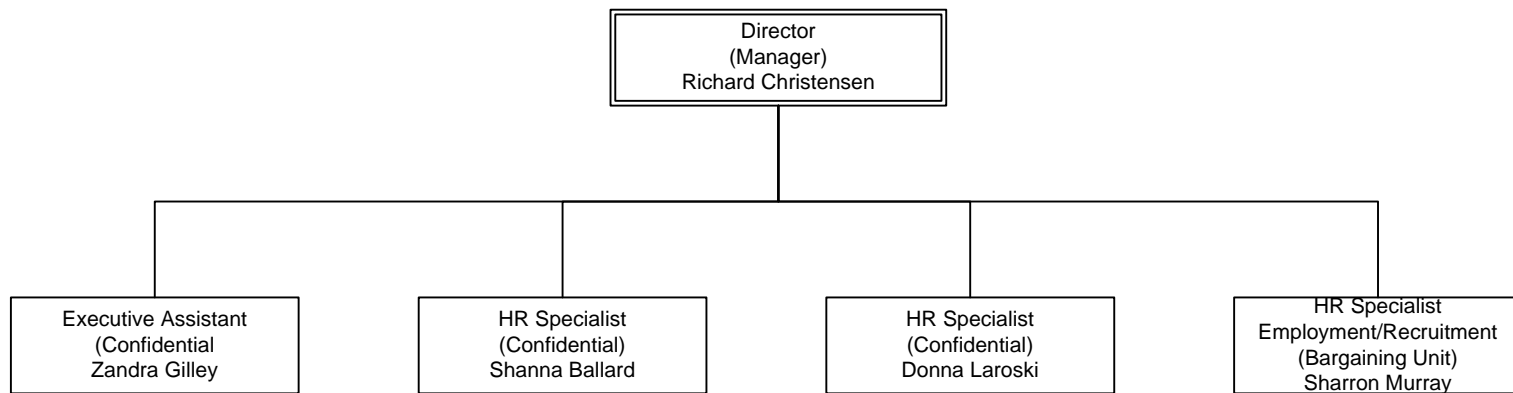 Director
(Manager)
Richard Christensen
Executive Assistant
(Confidential
Zandra Gilley
HR Specialist
(Confidential)
Shanna Ballard
HR Specialist
(Confidential)
Donna Laroski
HR Specialist
Employment/Recruitment
(Bargaining Unit)
Sharron Murray